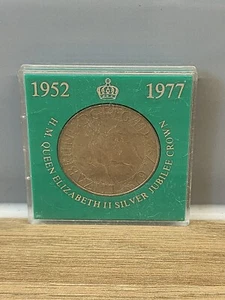 1952 1977
H.M. QUEEN ELIZABETH II SILVER JUBILEE CROWN